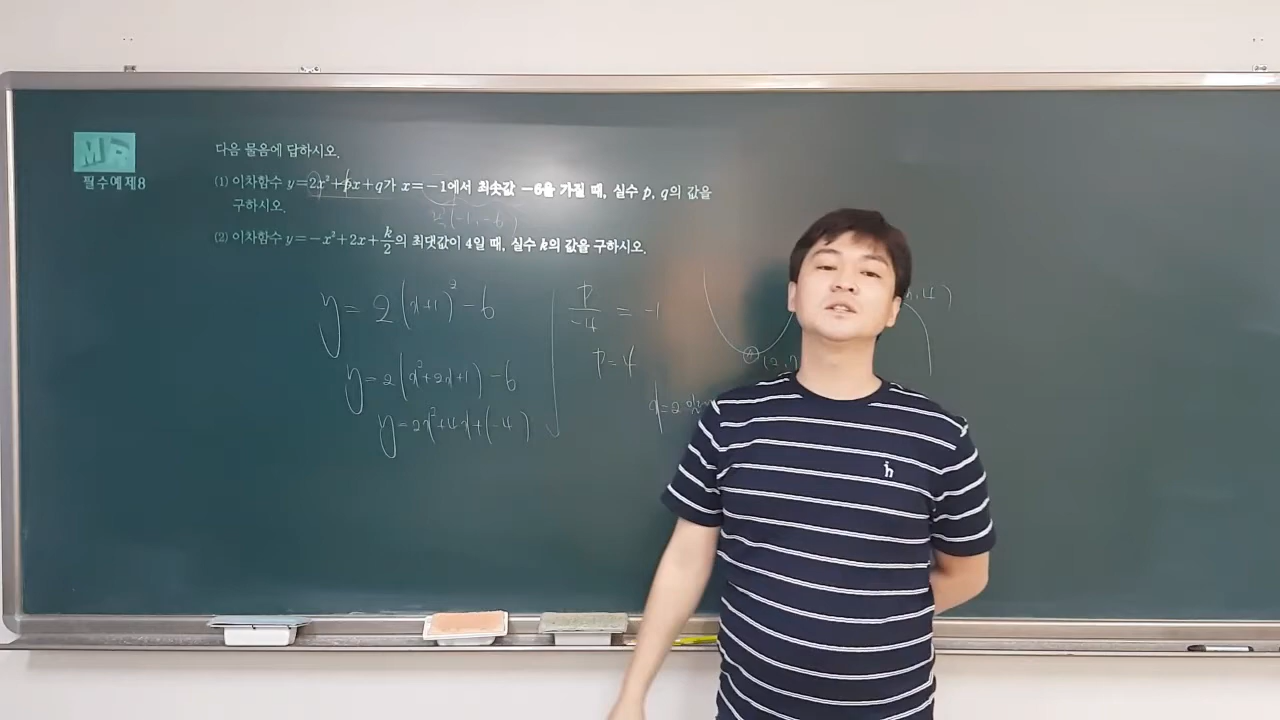 필수예제8
다음 물음에 답하시오.
(1) 이차함수 y=2x²+px+q가 x=-1에서 최솟값 -6을 가질 때, 실수 p, q의 값을
구하시오.
(-1, -6)
(2) 이차함수 y=-x²+2x+k/2의 최댓값이 4일 때, 실수 k의 값을 구하시오.
y=2(x+1)²-6
y=2(x²+2x+1)-6
y=2x²+4x+(-4)
p/-4 = -1
p=4
h